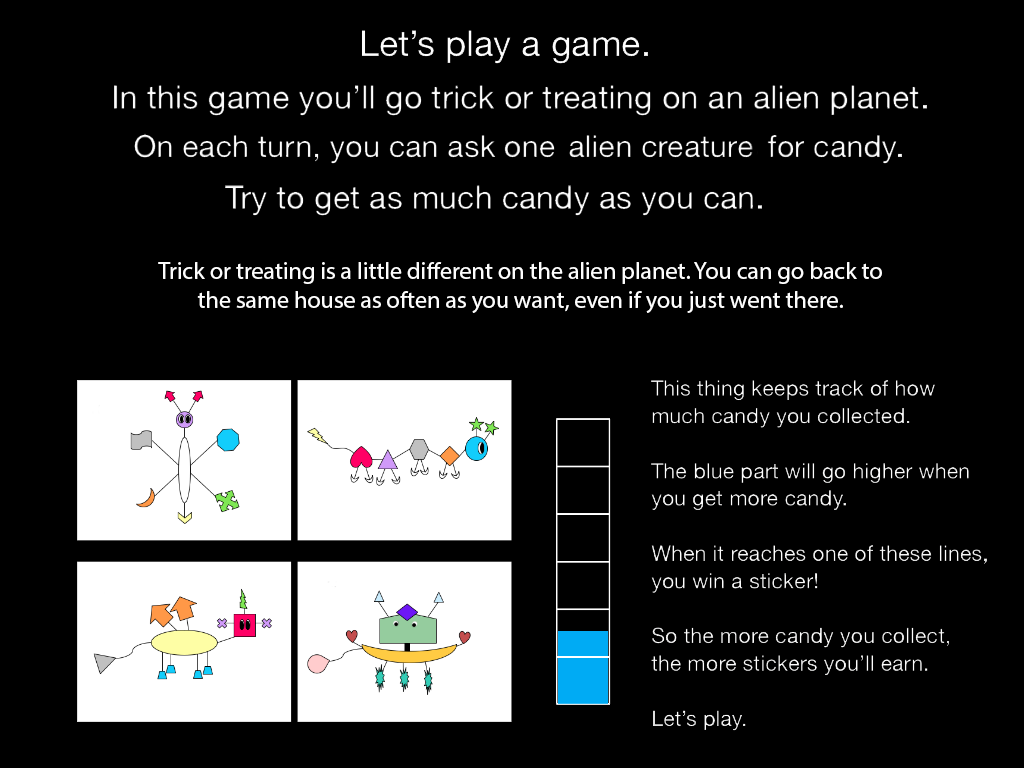 Let's play a game.
In this game you'll go trick or treating on an alien planet.
On each turn, you can ask one alien creature for candy.
Try to get as much candy as you can.
Trick or treating is a little different on the alien planet. You can go back to
the same house as often as you want, even if you just went there.
This thing keeps track of how
much candy you collected.
The blue part will go higher when
you get more candy.
When it reaches one of these lines,
you win a sticker!
So the more candy you collect,
the more stickers you'll earn.
Let's play.